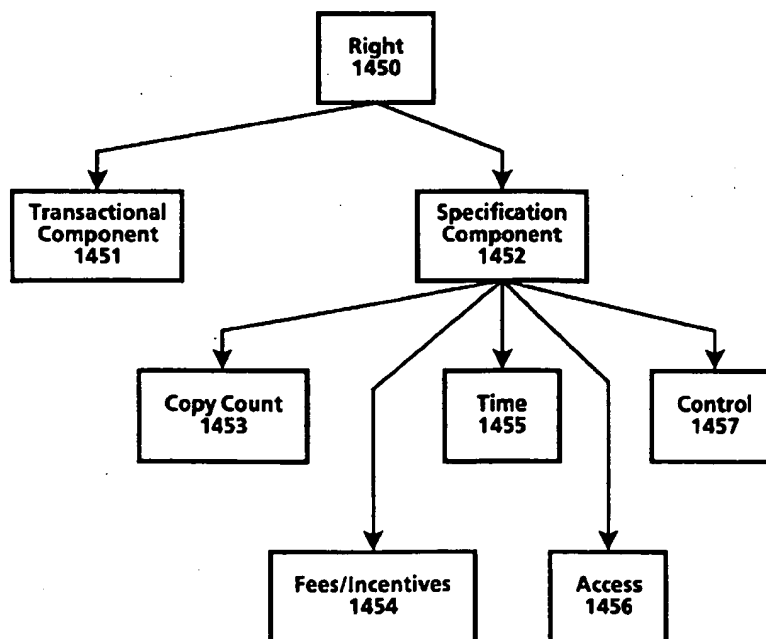 Right
1450
Transactional
Component
1451
Specification
Component
1452
Copy Count
1453
Time
1455
Control
1457
Fees/Incentives
1454
Access
1456